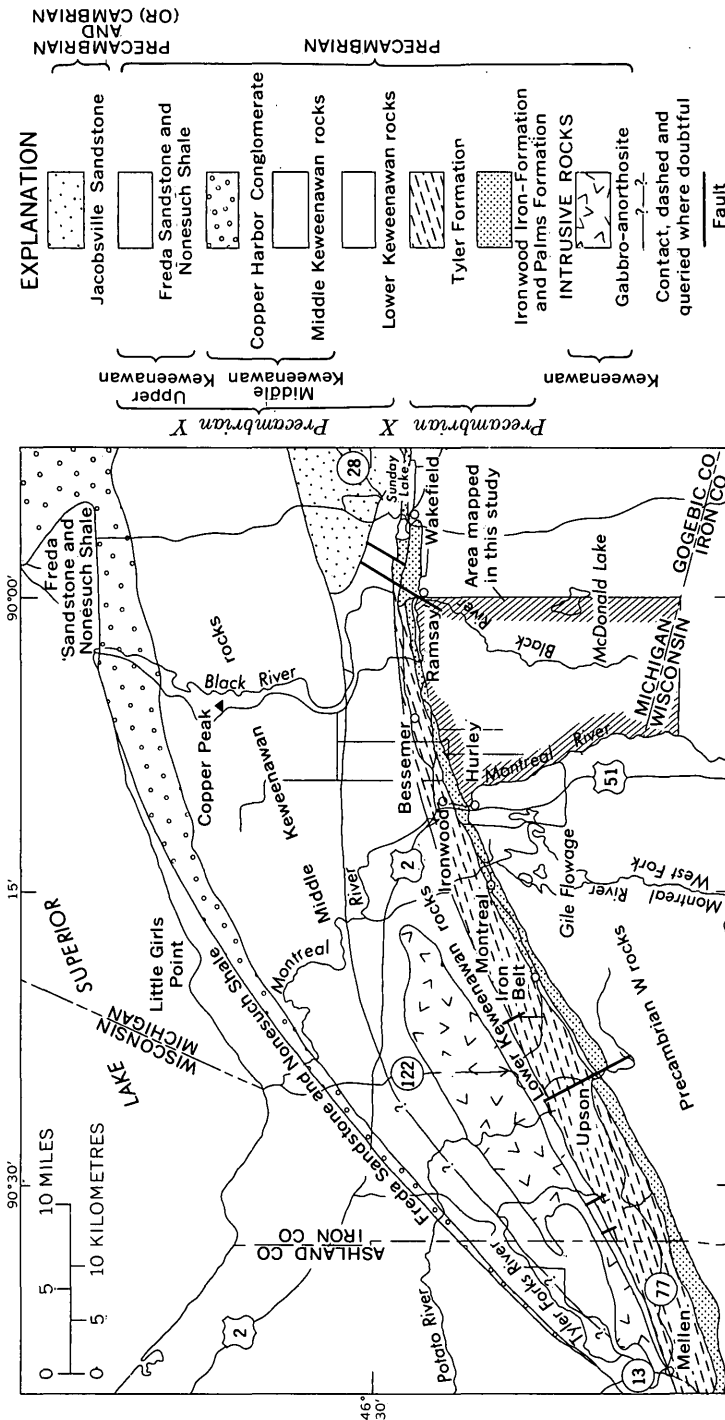 EXPLANATION
Jacobsville Sandstone
Freda Sandstone and
Nonesuch Shale
Copper Harbor Conglomerate
Middle Keweenawan rocks
Lower Keweenawan rocks
Tyler Formation
Ironwood Iron-Formation
and Palms Formation
INTRUSIVE ROCKS
Gabbro-anorthosite
?
?
Contact, dashed and
queried where doubtful
Fault
PRECAMBRIAN AND
(OR) CAMBRIAN
PRECAMBRIAN
Upper
Keweenawan
Middle
Keweenawan
Keweenawan
Precambrian Y
Precambrian X
90°30'
15'
90°00'
46°
30'
0 5 10 MILES
0 5 10 KILOMETRES
LAKE SUPERIOR
WISCONSIN
MICHIGAN
Little Girls
Point
Freda
Sandstone and
Nonesuch Shale
Freda Sandstone and Nonesuch Shale
Copper Peak
Black River
Middle Keweenawan rocks
Montreal River
ASHLAND CO
IRON CO
2
122
2
28
Potato River
Tyler Forks River
?
?
?
?
13
Mellen
77
Upson
Lower Keweenawan rocks
Iron
Belt
Montreal
Ironwood
Hurley
Bessemer
Ramsay
Wakefield
Sunday
Lake
Black River
Area mapped
in this study
McDonald Lake
Montreal River
51
Gile Flowage
West Fork
Montreal River
Precambrian W rocks
MICHIGAN
WISCONSIN
GOGEBIC CO
IRON CO